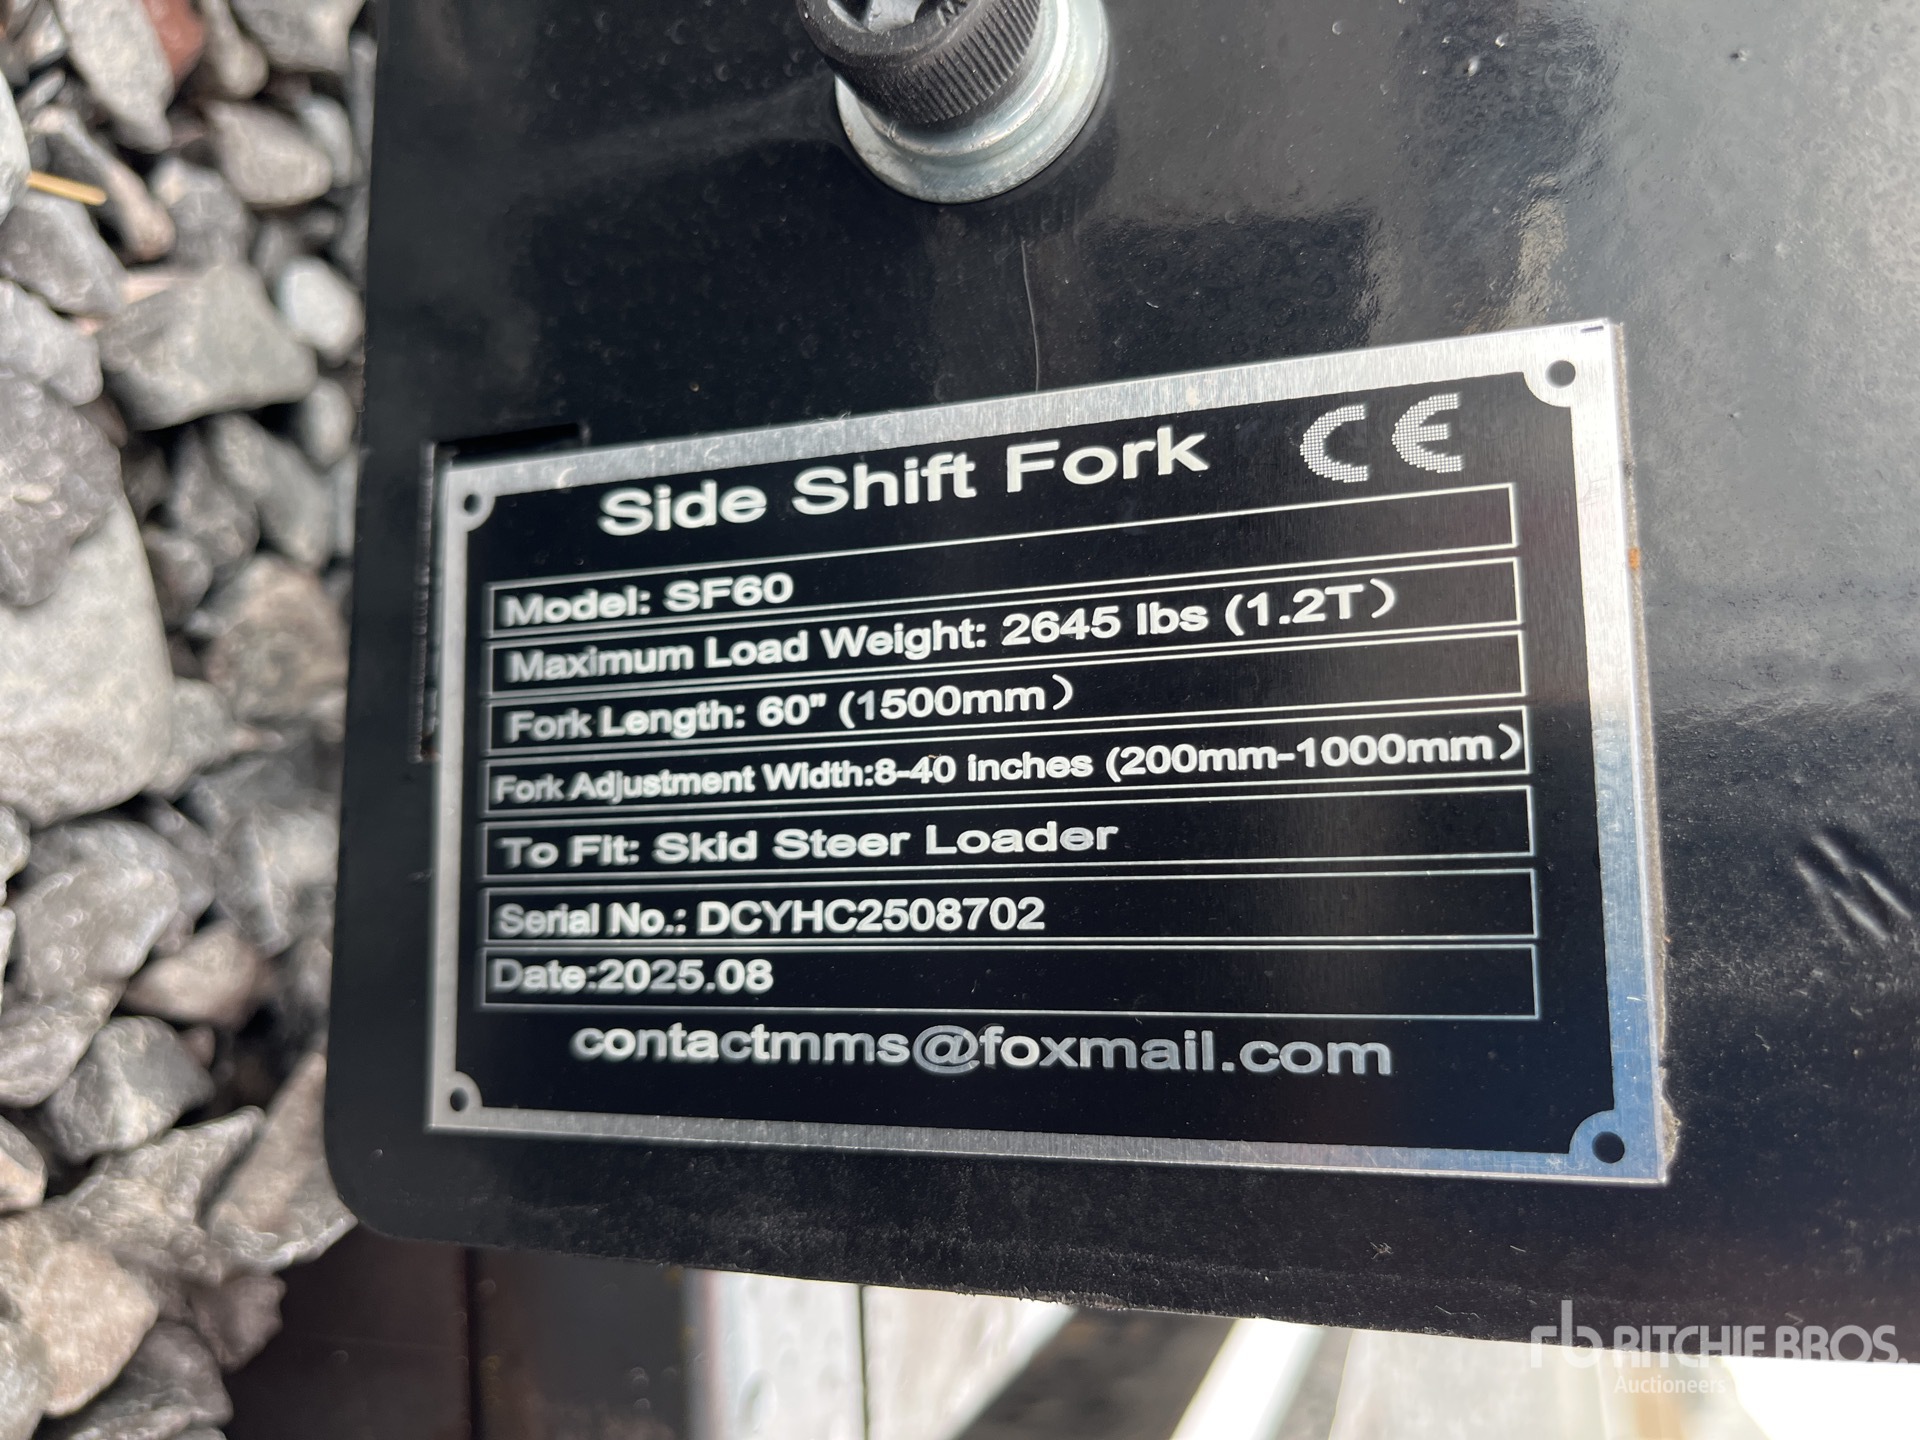 Side Shift Fork CE
Model: SF60
Maximum Load Weight: 2645 lbs (1.2T)
Fork Length: 60" (1500mm)
Fork Adjustment Width:8-40 inches (200mm-1000mm)
To Fit: Skid Steer Loader
Serial No.: DCYHC2508702
Date:2025.08
contactmms@foxmail.com
rb RITCHIE BROS.
Auctioneers